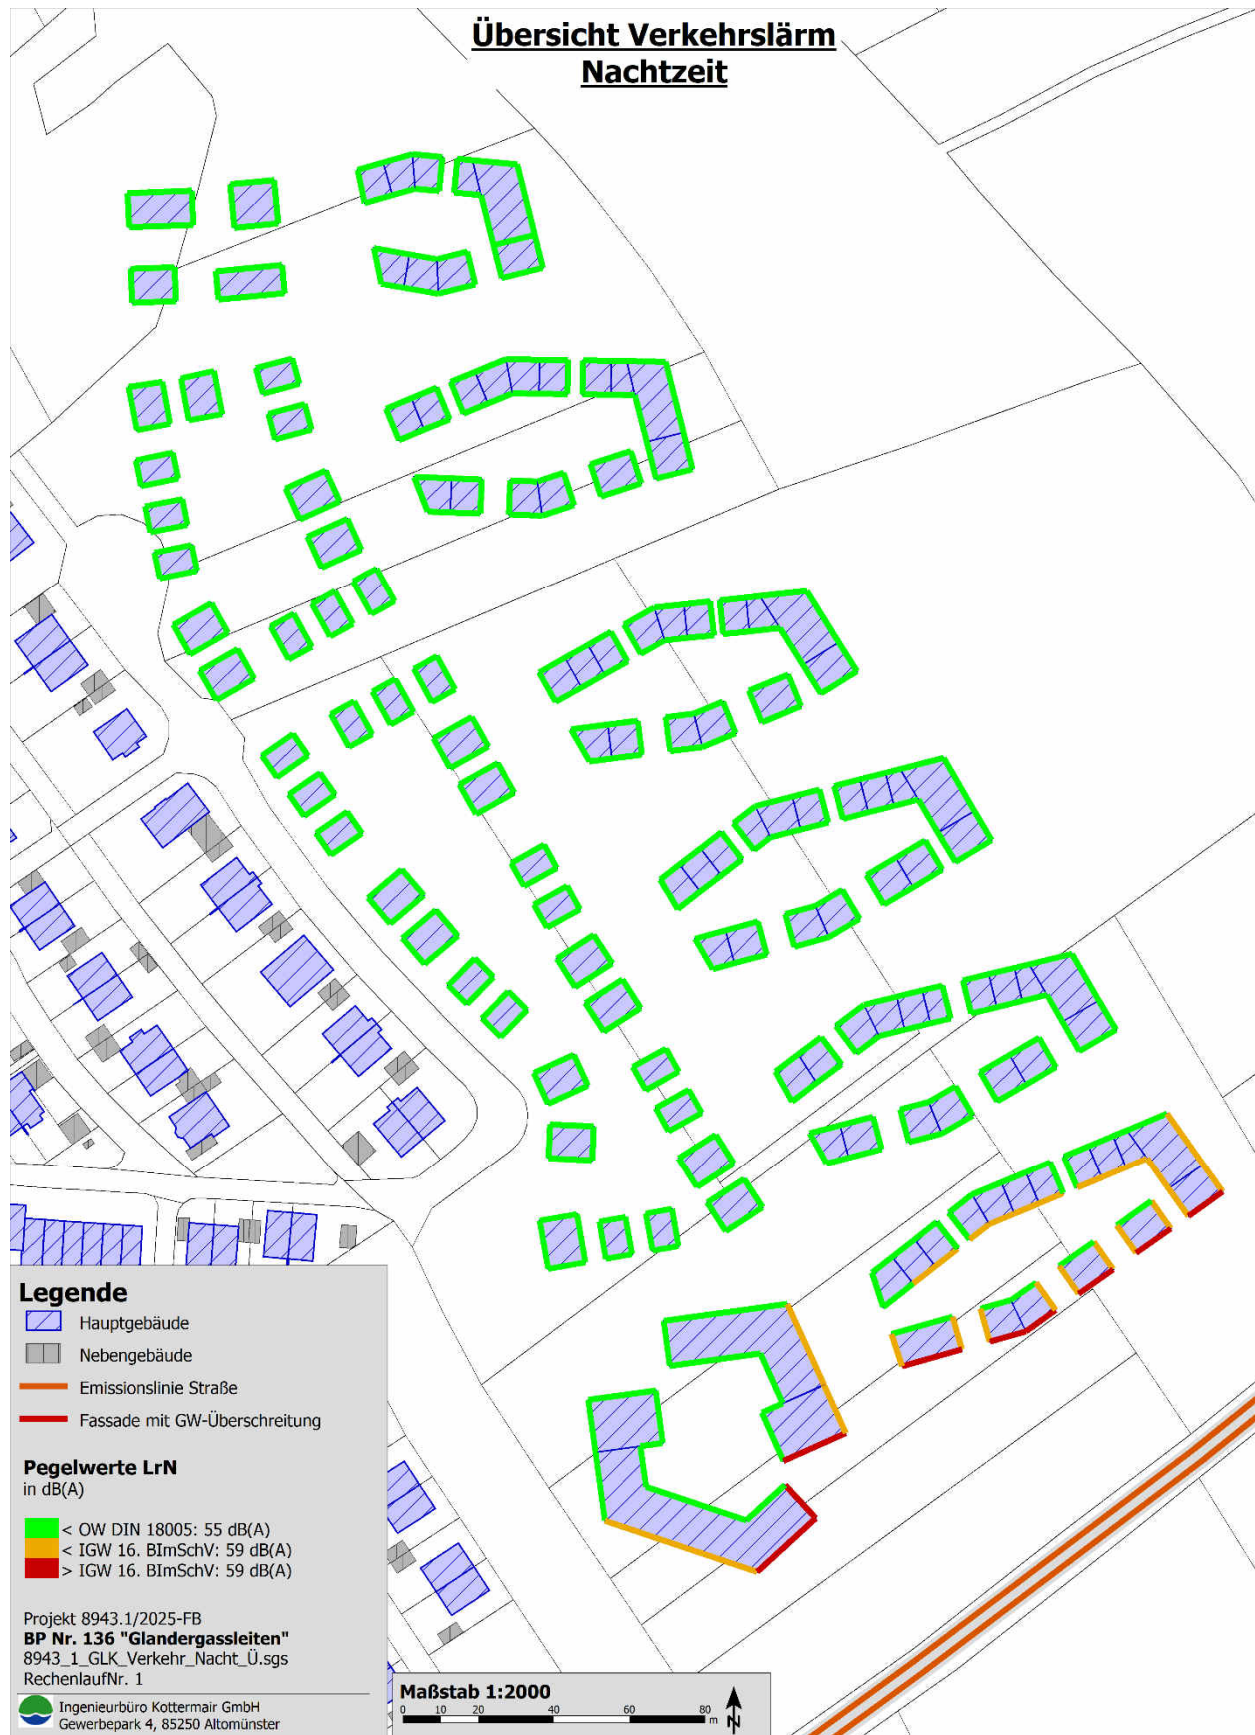 Übersicht Verkehrslärm
Nachtzeit
Legende
Hauptgebäude
Nebengebäude
Emissionslinie Straße
Fassade mit GW-Überschreitung
Pegelwerte LrN
in dB(A)
< OW DIN 18005: 55 dB(A)
< IGW 16. BImSchV: 59 dB(A)
> IGW 16. BImSchV: 59 dB(A)
Projekt 8943.1/2025-FB
BP Nr. 136 "Glandergassleiten"
8943_1_GLK_Verkehr_Nacht_Ü.sgs
RechenlaufNr. 1
Ingenieurbüro Kottermair GmbH
Gewerbepark 4, 85250 Altomünster
Maßstab 1:2000
0 10 20 40 60 80
m
N